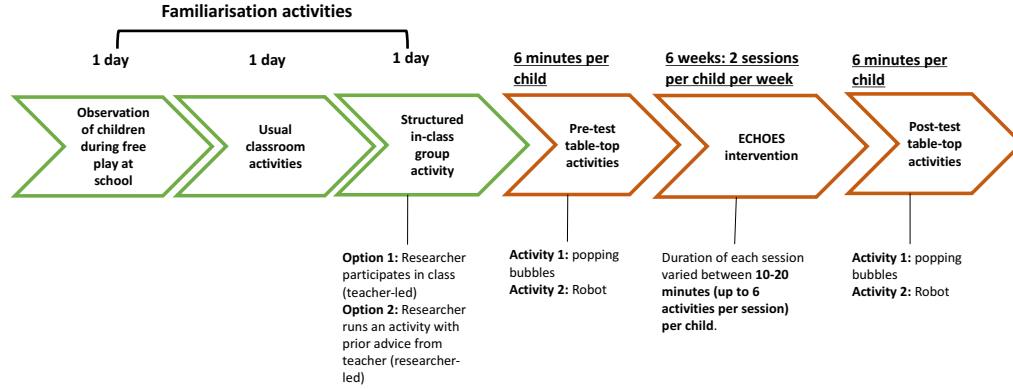 Familiarisation activities
1 day
1 day
1 day
6 minutes per
child
6 weeks: 2 sessions
per child per week
6 minutes per
child
Observation
of children
during free
play at
school
Usual
classroom
activities
Structured
in-class
group
activity
Pre-test
table-top
activities
ECHOES
intervention
Post-test
table-top
activities
Option 1: Researcher
participates in class
(teacher-led)
Option 2: Researcher
runs an activity with
prior advice from
teacher (researcher-
led)
Activity 1: popping
bubbles
Activity 2: Robot
Duration of each session
varied between 10-20
minutes (up to 6
activities per session)
per child.
Activity 1: popping
bubbles
Activity 2: Robot